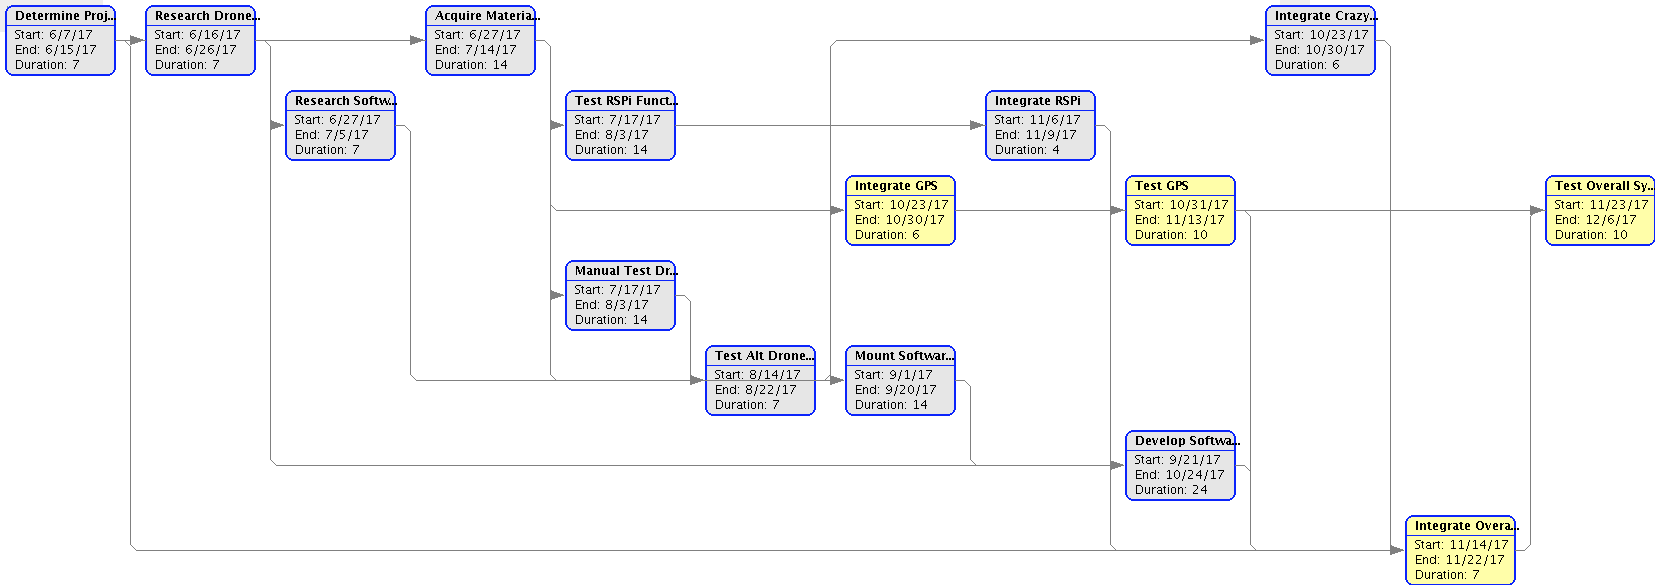 Determine Proj...
Start: 6/7/17
End: 6/15/17
Duration: 7
Research Drone...
Start: 6/16/17
End: 6/26/17
Duration: 7
Acquire Materia...
Start: 6/27/17
End: 7/14/17
Duration: 14
Integrate Crazy...
Start: 10/23/17
End: 10/30/17
Duration: 6
Research Softw...
Start: 6/27/17
End: 7/5/17
Duration: 7
Test RSPi Funct...
Start: 7/17/17
End: 8/3/17
Duration: 14
Integrate RSPi
Start: 11/6/17
End: 11/9/17
Duration: 4
Integrate GPS
Start: 10/23/17
End: 10/30/17
Duration: 6
Test GPS
Start: 10/31/17
End: 11/13/17
Duration: 10
Test Overall Sy...
Start: 11/23/17
End: 12/6/17
Duration: 10
Manual Test Dr...
Start: 7/17/17
End: 8/3/17
Duration: 14
Test Alt Drone...
Start: 8/14/17
End: 8/22/17
Duration: 7
Mount Softwar...
Start: 9/1/17
End: 9/20/17
Duration: 14
Develop Softwa...
Start: 9/21/17
End: 10/24/17
Duration: 24
Integrate Overa...
Start: 11/14/17
End: 11/22/17
Duration: 7